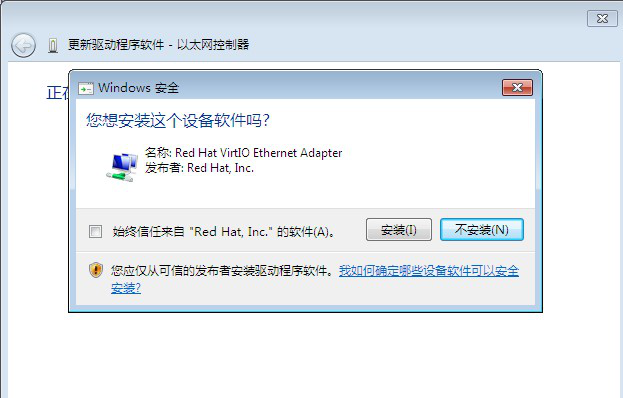 更新驱动程序软件 - 以太网控制器
正在
Windows 安全
您想安装这个设备软件吗?
名称: Red Hat VirtIO Ethernet Adapter
发布者: Red Hat, Inc.
始终信任来自 "Red Hat, Inc." 的软件(A)。
安装(I)
不安装(N)
您应仅从可信的发布者安装驱动程序软件。我如何确定哪些设备软件可以安全
安装?